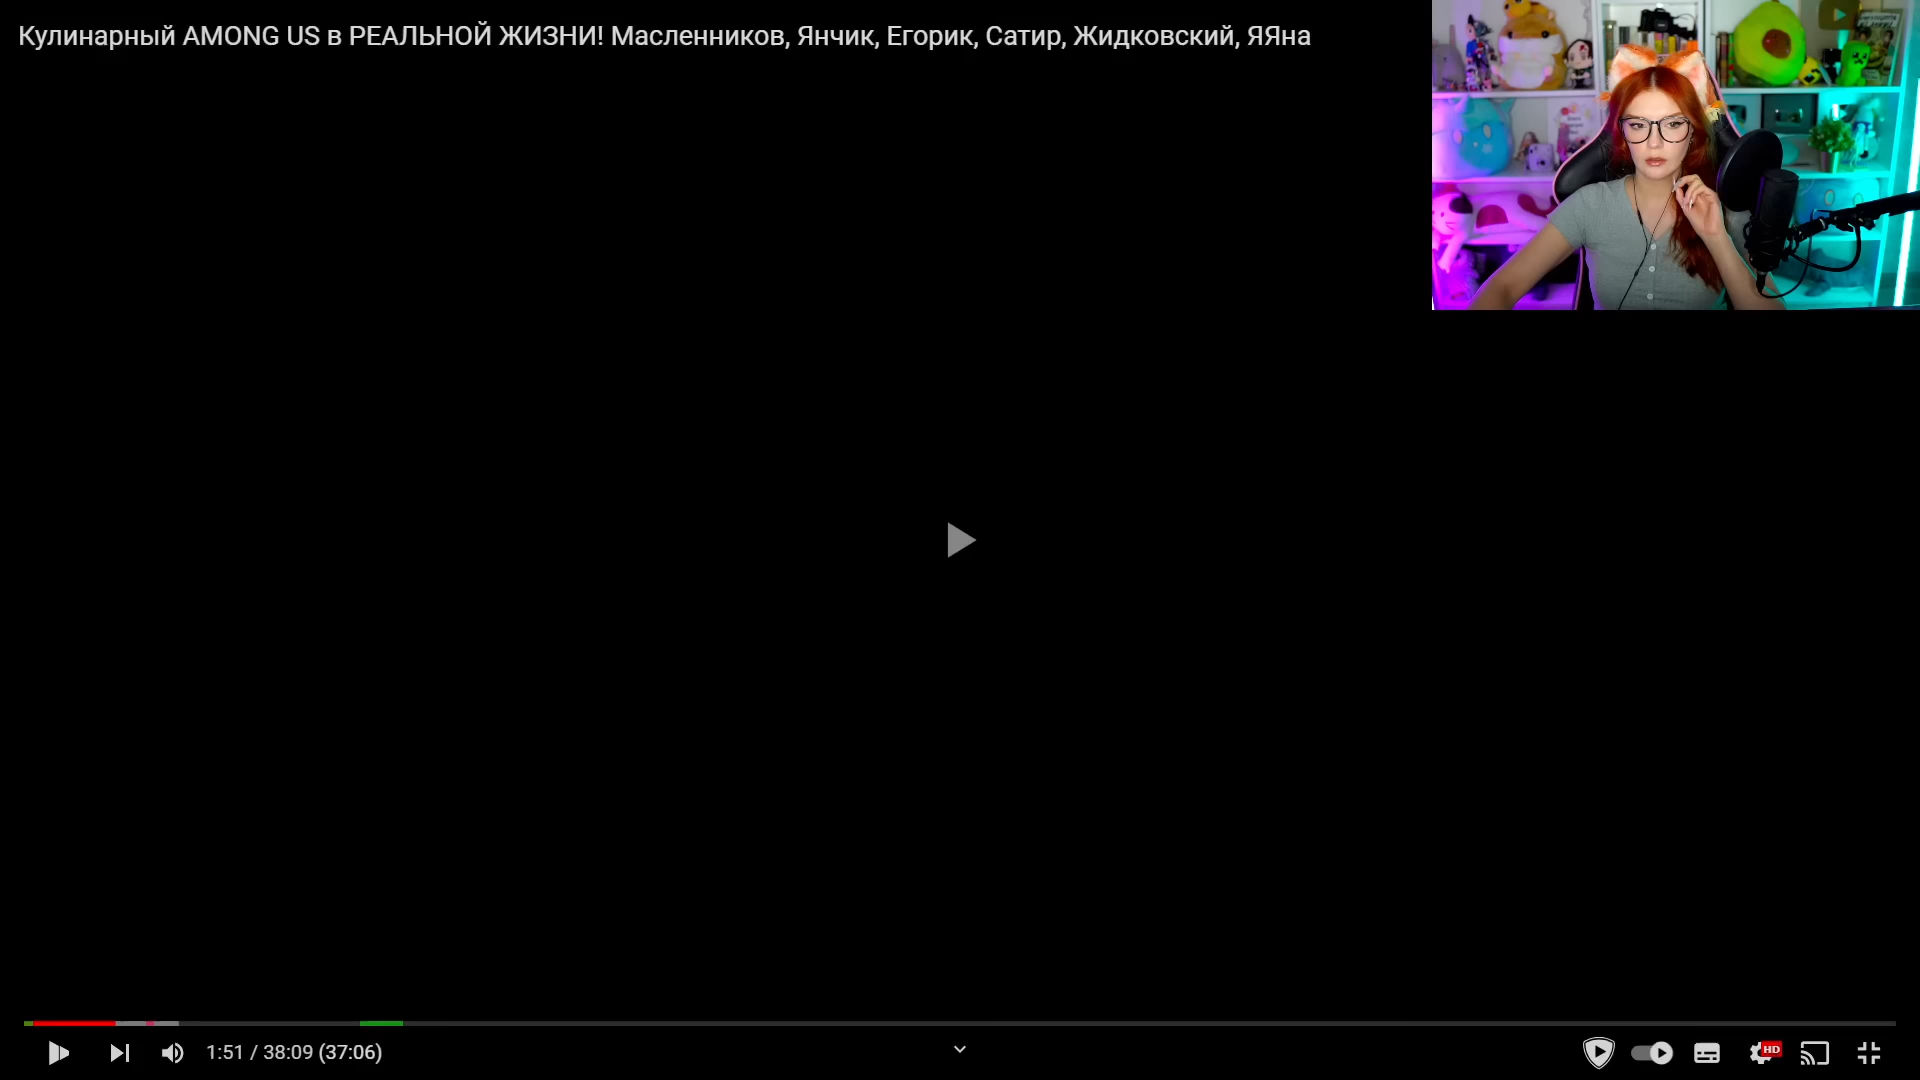 Кулинарный AMONG US в РЕАЛЬНОЙ ЖИЗНИ! Масленников, Янчик, Егорик, Сатир, Жидковский, ЯЯна
1:51 / 38:09 (37:06)
HD